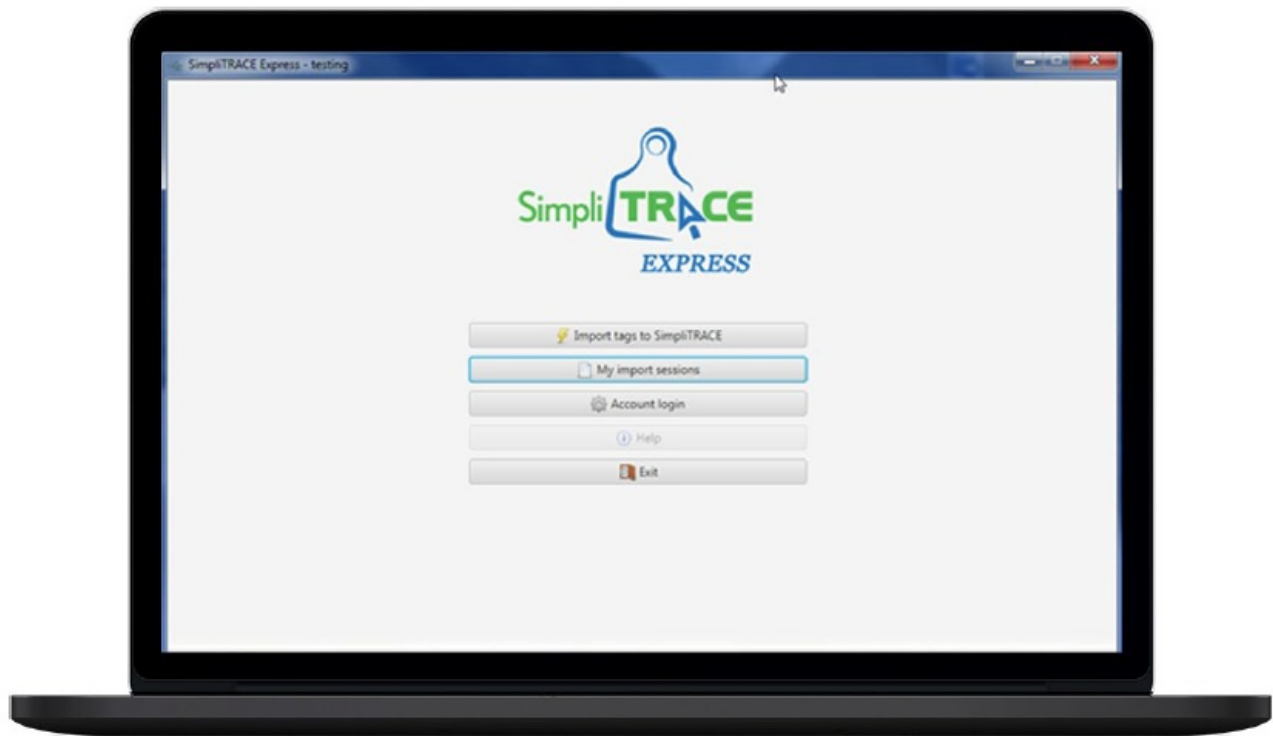 SimpliTRACE Express - testing
Simpli TRACE
EXPRESS
Import tags to SimpliTRACE
My import sessions
Account login
Help
Exit